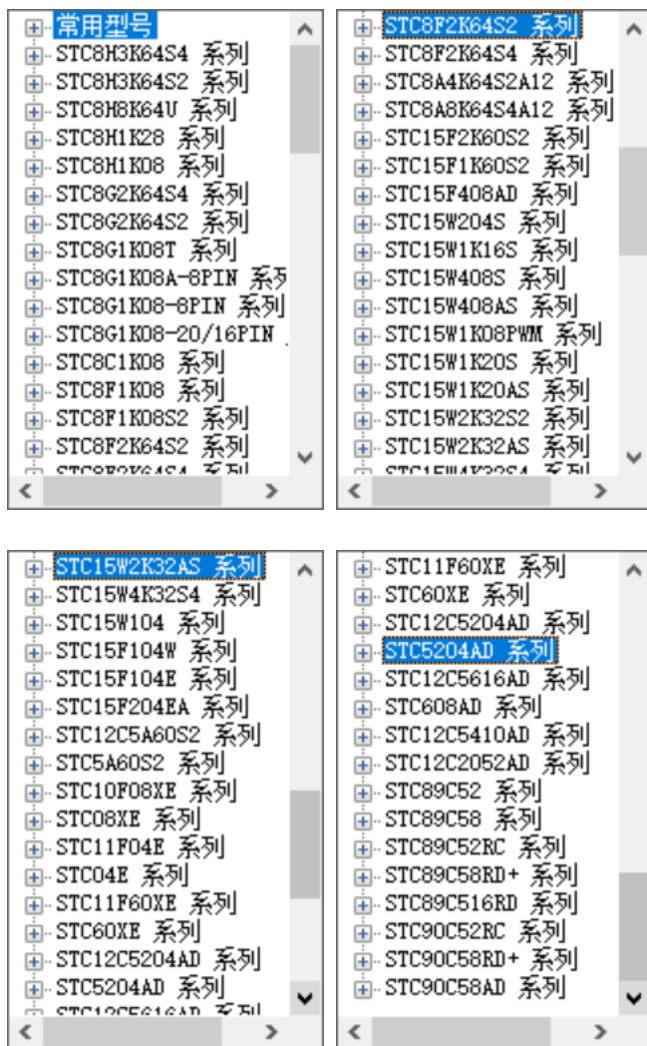 常用型号
STC8H3K64S4 系列
STC8H3K64S2 系列
STC8H8K64U 系列
STC8H1K28 系列
STC8H1K08 系列
STC8G2K64S4 系列
STC8G2K64S2 系列
STC8G1K08T 系列
STC8G1K08A-8PIN 系列
STC8G1K08-8PIN 系列
STC8G1K08-20/16PIN
STC8C1K08 系列
STC8F1K08 系列
STC8F1K08S2 系列
STC8F2K64S2 系列
STC8F2K64S4 系列
STC8F2K64S2 系列
STC8F2K64S4 系列
STC8A4K64S2A12 系列
STC8A8K64S4A12 系列
STC15F2K60S2 系列
STC15F1K60S2 系列
STC15F408AD 系列
STC15W204S 系列
STC15W1K16S 系列
STC15W408S 系列
STC15W408AS 系列
STC15W1K08PWM 系列
STC15W1K20S 系列
STC15W1K20AS 系列
STC15W2K32S2 系列
STC15W2K32AS 系列
STC15W4K32S4 系列
STC15W2K32AS 系列
STC15W4K32S4 系列
STC15W104 系列
STC15F104W 系列
STC15F104E 系列
STC15F204EA 系列
STC12C5A60S2 系列
STC5A60S2 系列
STC10F08XE 系列
STC08XE 系列
STC11F04E 系列
STC04E 系列
STC11F60XE 系列
STC60XE 系列
STC12C5204AD 系列
STC5204AD 系列
STC12C5616AD 系列
STC11F60XE 系列
STC60XE 系列
STC12C5204AD 系列
STC5204AD 系列
STC12C5616AD 系列
STC608AD 系列
STC12C5410AD 系列
STC12C2052AD 系列
STC89C52 系列
STC89C58 系列
STC89C52RC 系列
STC89C58RD+ 系列
STC89C516RD 系列
STC90C52RC 系列
STC90C58RD+ 系列
STC90C58AD 系列